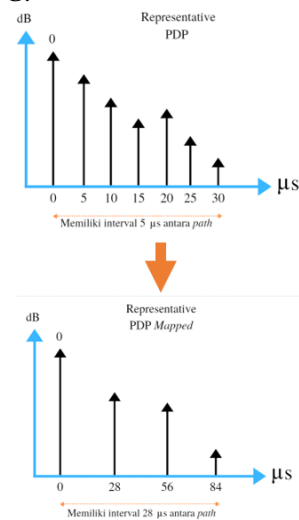 dB
Representative
PDP
0
0 5 10 15 20 25 30
μs
Memiliki interval 5 μs antara path
dB
Representative
PDP Mapped
0
0 28 56 84
μs
Memiliki interval 28 μs antara path